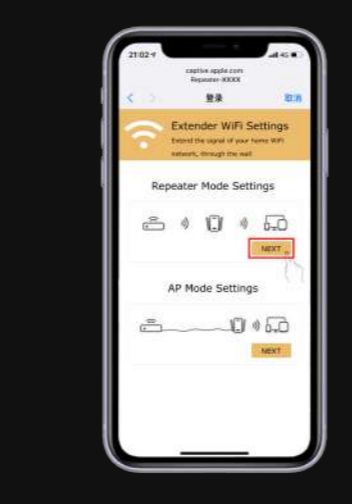 21:02
4G
captive.apple.com
Repeater-XXXX
登录
取消
Extender WiFi Settings
Extend the signal of your home WiFi
network, through the wall.
Repeater Mode Settings
NEXT
AP Mode Settings
NEXT